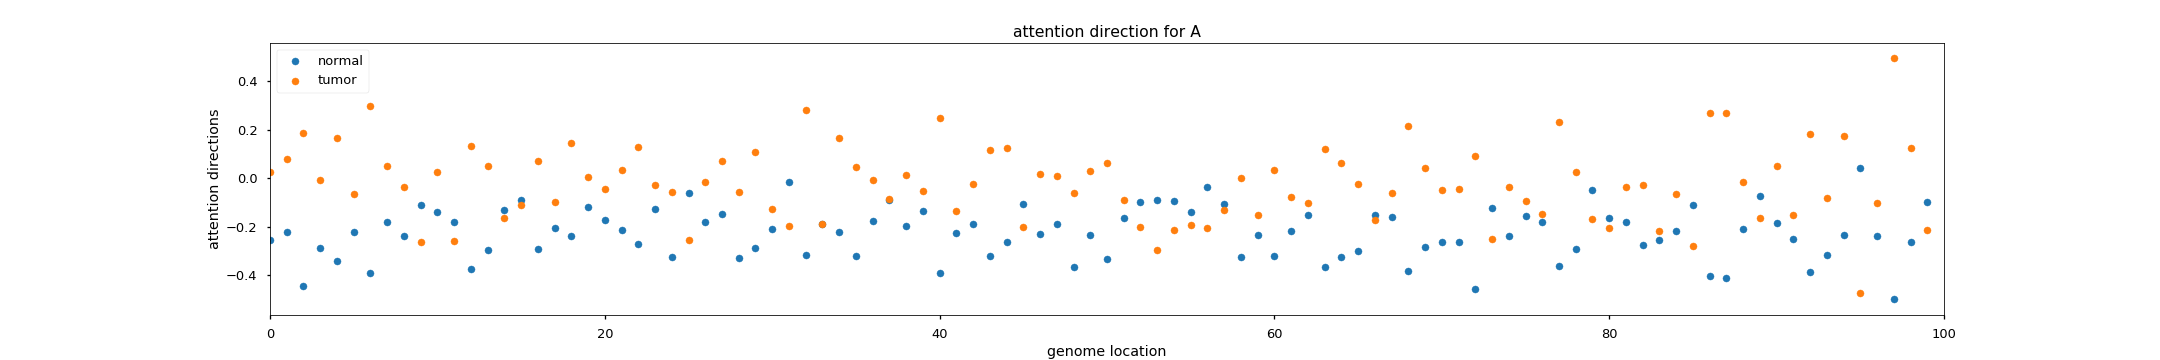 attention direction for A
normal
tumor
attention directions
0.4
0.2
0.0
−0.2
−0.4
0 20 40 60 80 100
genome location